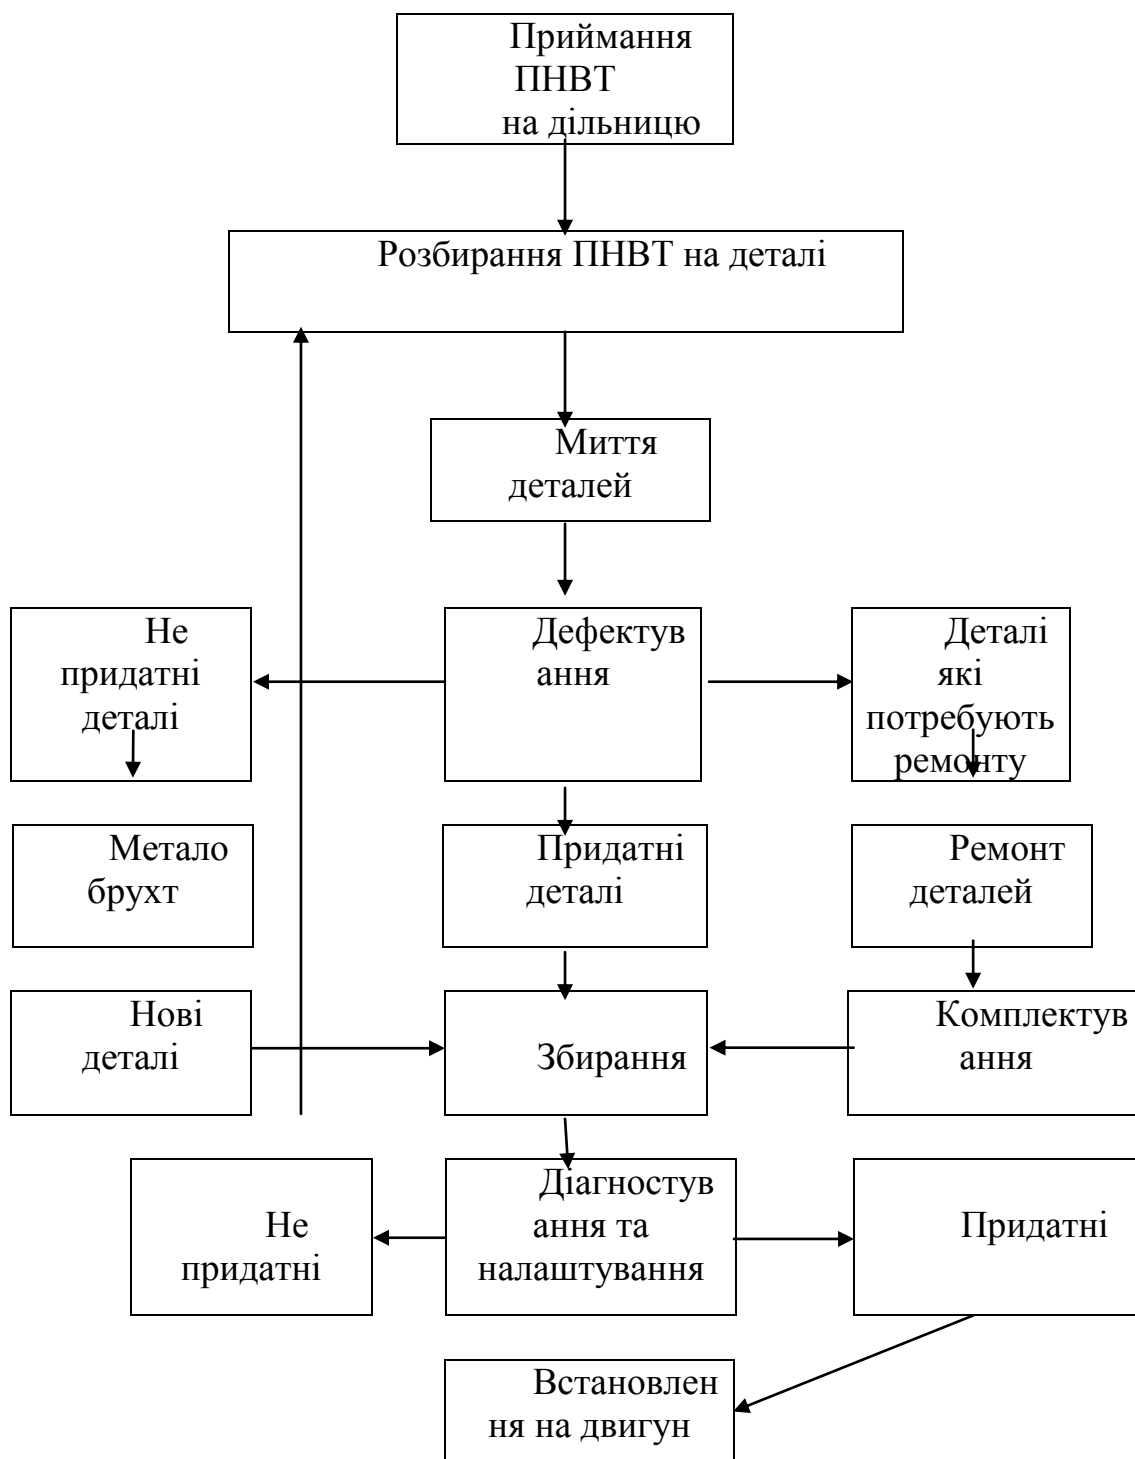 Приймання
ПНВТ
на дільницю
Розбирання ПНВТ на деталі
Миття
деталей
Не
придатні
деталі
Дефектув
ання
Деталі
які
потребують
ремонту
Метало
брухт
Придатні
деталі
Ремонт
деталей
Нові
деталі
Збирання
Комплектув
ання
Не
придатні
Діагностув
ання та
налаштування
Придатні
Встановлен
ня на двигун